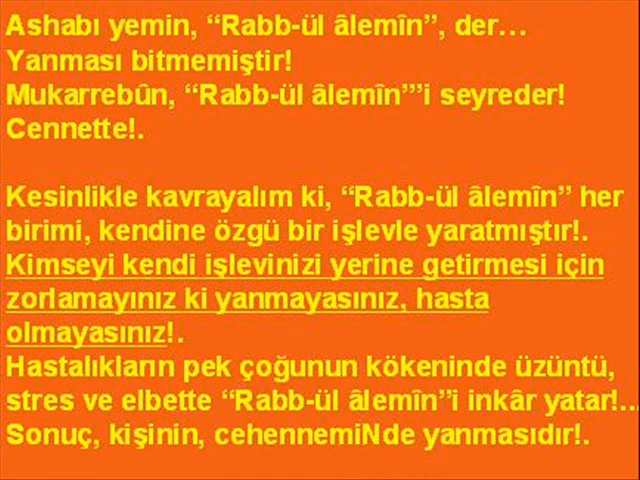 Ashabı yemin, “Rabb-ül âlemîn”, der…
Yanması bitmemiştir!
Mukarrebûn, “Rabb-ül âlemîn”’i seyreder!
Cennette!.
Kesinlikle kavrayalım ki, “Rabb-ül âlemîn” her
birimi, kendine özgü bir işlevle yaratmıştır!.
Kimseyi kendi işlevinizi yerine getirmesi için
zorlamayınız ki yanmayasınız, hasta
olmayasınız!.
Hastalıkların pek çoğunun kökeninde üzüntü,
stres ve elbette “Rabb-ül âlemîn”i inkâr yatar!...
Sonuç, kişinin, cehennemiNde yanmasıdır!.